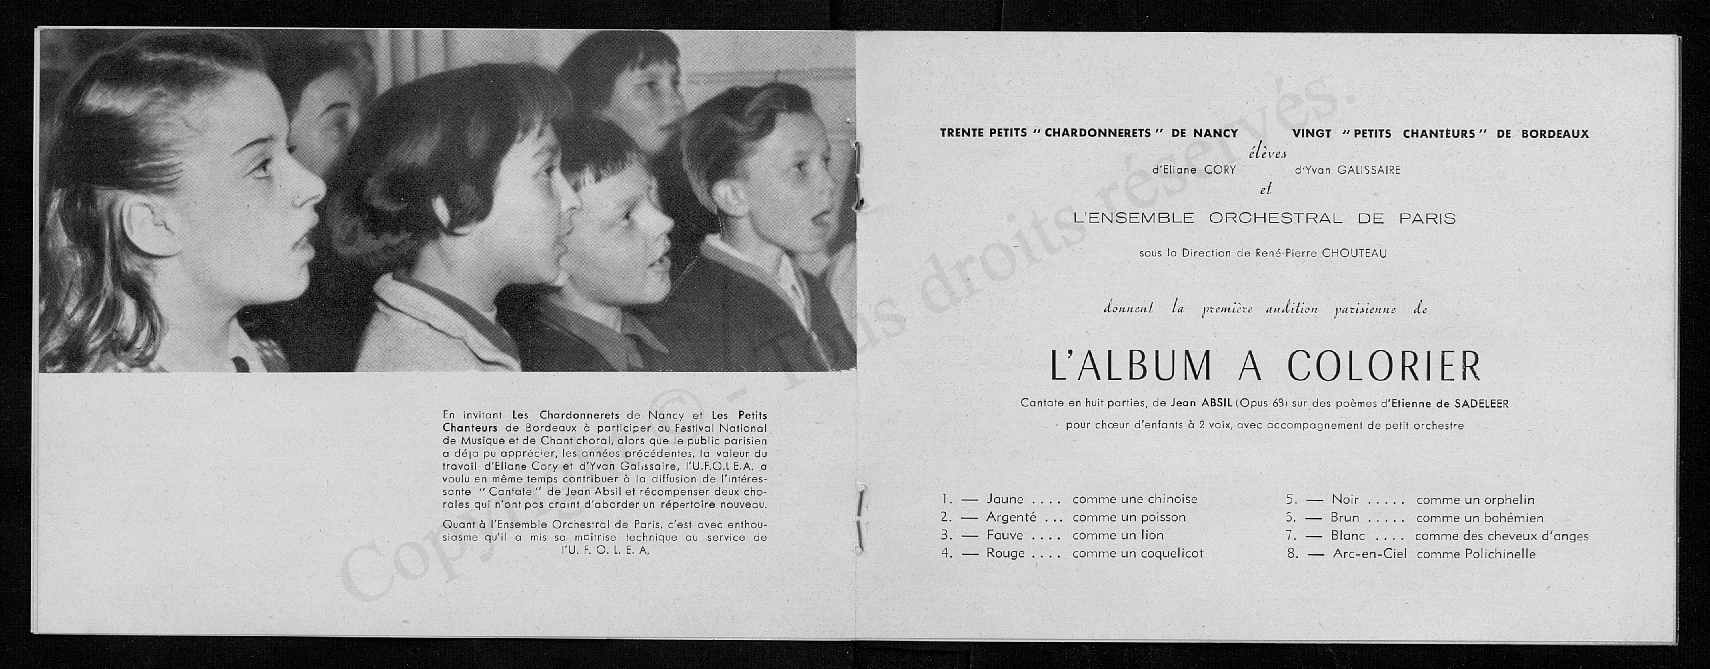 En invitant Les Chardonnerets de Nancy et Les Petits
Chanteurs de Bordeaux à participer au Festival National
de Musique et de Chant choral, alors que le public parisien
a déja pu apprécier, les années précédentes, la valeur du
travail d'Eliane Cory et d'Yvan Galissaire, l'U.F.O.L E.A. a
voulu en même temps contribuer à la diffusion de l'intéres-
sante "Cantate" de Jean Absil et récompenser deux cho-
rales qui n'ont pas craint d'aborder un répertoire nouveau.
Quant à l'Ensemble Orchestral de Paris, c'est avec enthou-
siasme qu'il a mis sa maîtrise technique au service de
l'U. F. O. L. E. A.
TRENTE PETITS "CHARDONNERETS" DE NANCY VINGT "PETITS CHANTEURS" DE BORDEAUX
élèves
d'Eliane CORY d'Yvan GALISSAIRE
et
L'ENSEMBLE ORCHESTRAL DE PARIS
sous la Direction de René-Pierre CHOUTEAU
donnent la première audition parisienne de
L'ALBUM A COLORIER
Cantate en huit parties, de Jean ABSIL (Opus 68) sur des poèmes d'Etienne de SADELEER
pour chœur d'enfants à 2 voix, avec accompagnement de petit orchestre
1. — Jaune .... comme une chinoise
2. — Argenté ... comme un poisson
3. — Fauve .... comme un lion
4. — Rouge .... comme un coquelicot
5. — Noir ..... comme un orphelin
5. — Brun ..... comme un bohémien
7. — Blanc .... comme des cheveux d'anges
8. — Arc-en-Ciel comme Polichinelle
Copyright © - Tous droits réservés.